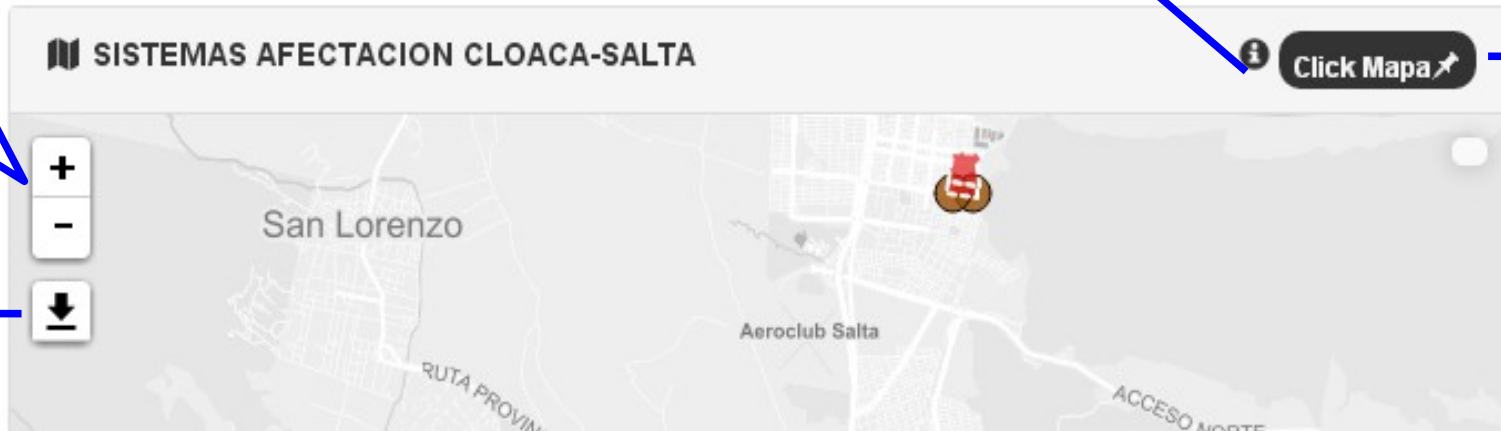 SISTEMAS AFECTACION CLOACA-SALTA
Click Mapa
+
San Lorenzo
-
Aeroclub Salta
RUTA PROVIN
ACCESO NORTE